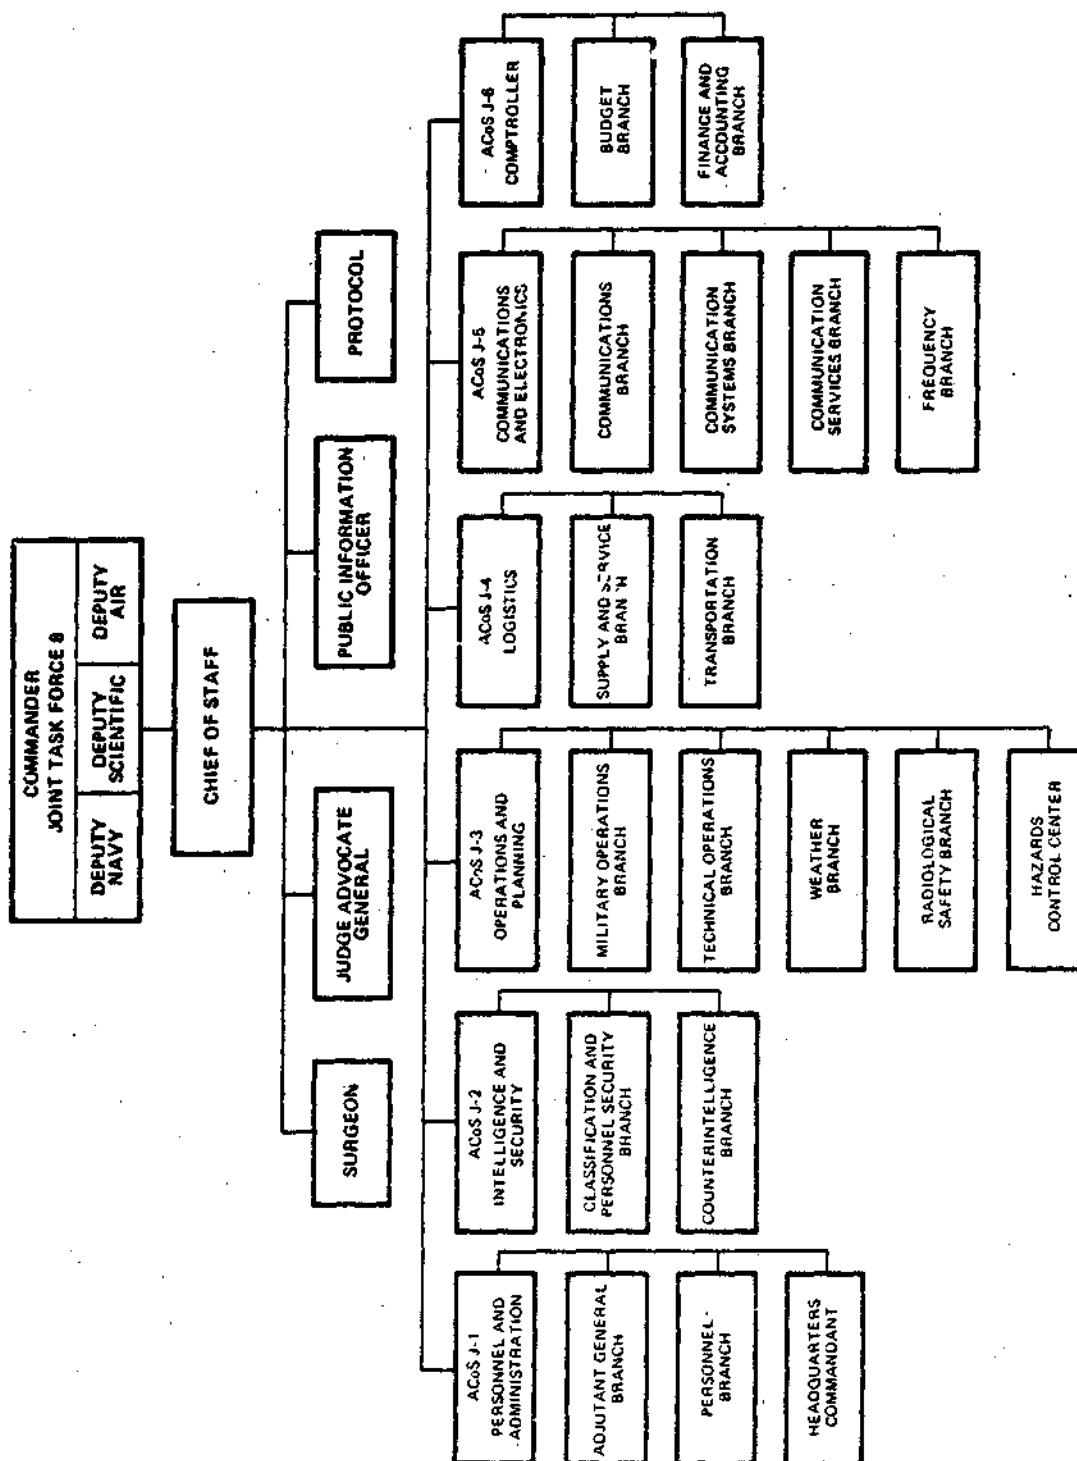 COMMANDER
JOINT TASK FORCE 8
DEPUTY
NAVY
DEPUTY
SCIENTIFIC
DEPUTY
AIR
CHIEF OF STAFF
SURGEON
JUDGE ADVOCATE
GENERAL
PUBLIC INFORMATION
OFFICER
PROTOCOL
ACoS J-1
PERSONNEL AND
ADMINISTRATION
ADJUTANT GENERAL
BRANCH
PERSONNEL
BRANCH
HEADQUARTERS
COMMANDANT
ACoS J-2
INTELLIGENCE AND
SECURITY
CLASSIFICATION AND
PERSONNEL SECURITY
BRANCH
COUNTERINTELLIGENCE
BRANCH
ACoS J-3
OPERATIONS AND
PLANNING
MILITARY OPERATIONS
BRANCH
TECHNICAL OPERATIONS
BRANCH
WEATHER
BRANCH
RADIOLOGICAL
SAFETY BRANCH
HAZARDS
CONTROL CENTER
ACoS J-4
LOGISTICS
SUPPLY AND SERVICE
BRANCH
TRANSPORTATION
BRANCH
ACoS J-5
COMMUNICATIONS
AND ELECTRONICS
COMMUNICATIONS
BRANCH
COMMUNICATION
SYSTEMS BRANCH
COMMUNICATION
SERVICES BRANCH
FREQUENCY
BRANCH
ACoS J-6
COMPTROLLER
BUDGET
BRANCH
FINANCE AND
ACCOUNTING
BRANCH